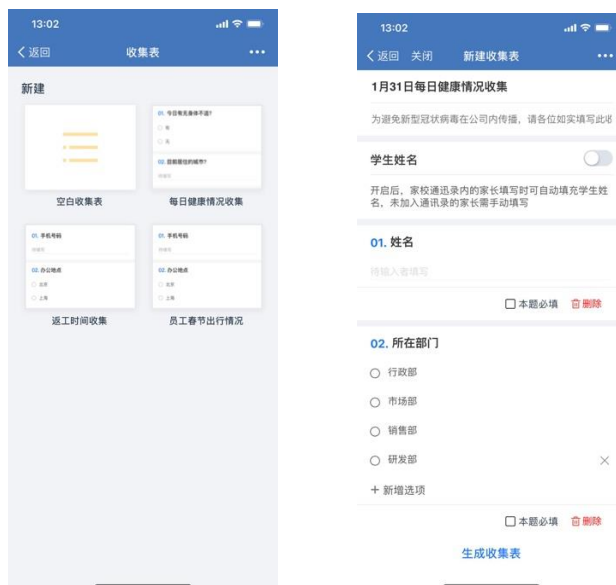 13:02
返回
收集表
新建
01. 今日有无身体不适?
有
无
02. 目前居住的城市?
空白收集表
每日健康情况收集
01. 手机号码
02. 办公地点
北京
上海
01. 手机号码
02. 办公地点
北京
上海
返工时间收集
员工春节出行情况
13:02
返回 关闭 新建收集表
1月31日每日健康情况收集
为避免新型冠状病毒在公司内传播,请各位如实填写此收
学生姓名
开启后,家校通迅录内的家长填写时可自动填充学生姓
名,未加入通讯录的家长需手动填写
01. 姓名
待输入者填写
本题必填 删除
02. 所在部门
行政部
市场部
销售部
研发部
+ 新增选项
本题必填 删除
生成收集表